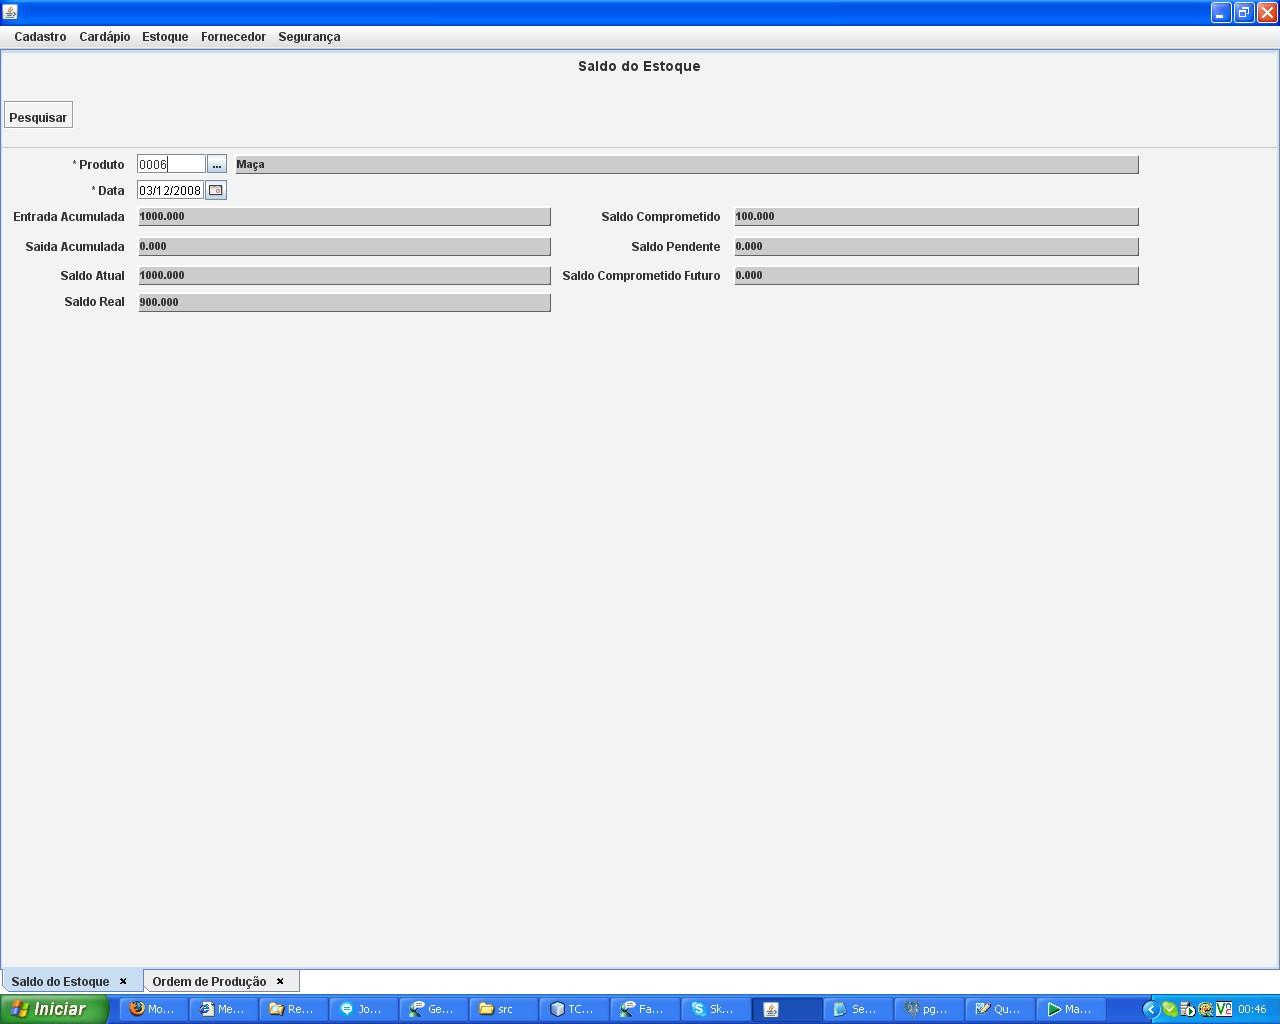 Cadastro Cardápio Estoque Fornecedor Segurança
Saldo do Estoque
Pesquisar
* Produto 0006 ... Maça
* Data 03/12/2008
Entrada Acumulada 1000.000 Saldo Comprometido 100.000
Saida Acumulada 0.000 Saldo Pendente 0.000
Saldo Atual 1000.000 Saldo Comprometido Futuro 0.000
Saldo Real 900.000
Saldo do Estoque × Ordem de Produção ×
Iniciar Mo... Me... Re... Jo... Ge... src TC... Fa... Sk... Se... pg... Qu... Ma... 00:46